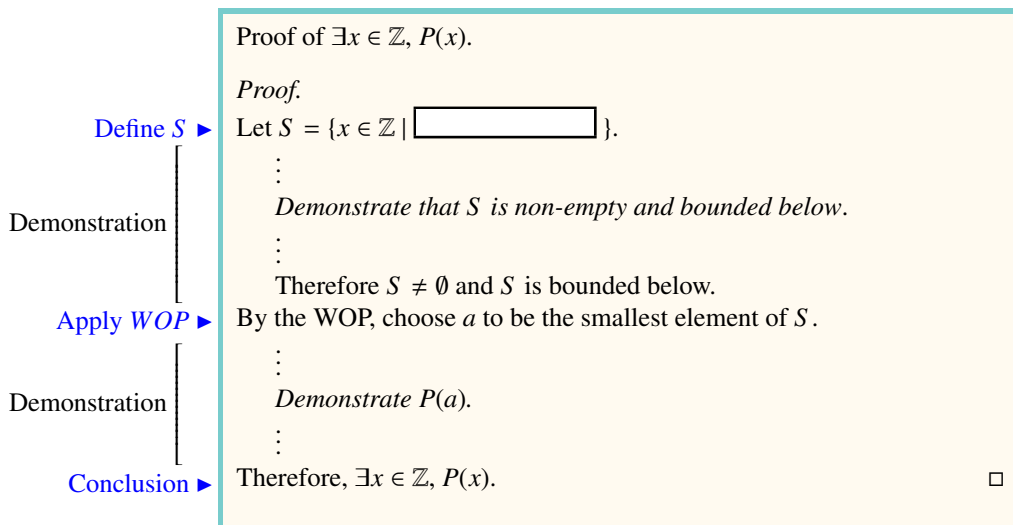 Proof of ∃x ∈ ℤ, P(x).
Proof.
Define S ► Let S = {x ∈ ℤ | }.
⋮
Demonstration
Demonstrate that S is non-empty and bounded below.
⋮
Therefore S ≠ ∅ and S is bounded below.
Apply WOP ► By the WOP, choose a to be the smallest element of S.
⋮
Demonstration Demonstrate P(a).
⋮
Conclusion ► Therefore, ∃x ∈ ℤ, P(x). □